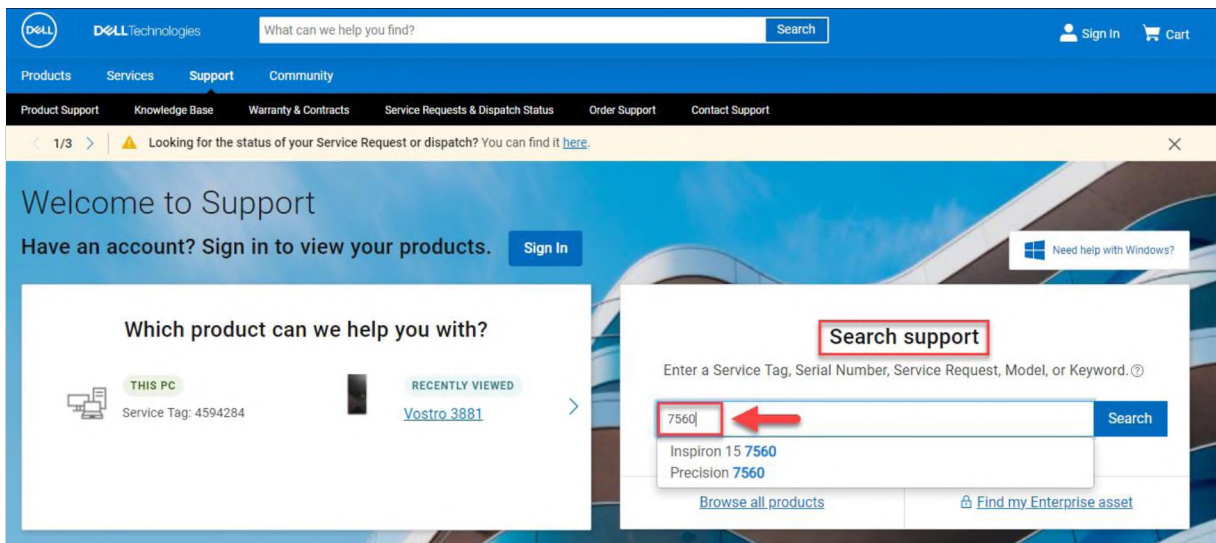 DELL
DELLTechnologies
What can we help you find?
Search
Sign In
Cart
Products
Services
Support
Community
Product Support
Knowledge Base
Warranty & Contracts
Service Requests & Dispatch Status
Order Support
Contact Support
1/3
Looking for the status of your Service Request or dispatch? You can find it here.
Welcome to Support
Have an account? Sign in to view your products.
Sign In
Need help with Windows?
Which product can we help you with?
THIS PC
Service Tag: 4594284
RECENTLY VIEWED
Vostro 3881
Search support
Enter a Service Tag, Serial Number, Service Request, Model, or Keyword.
7560
Search
Inspiron 15 7560
Precision 7560
Browse all products
Find my Enterprise asset